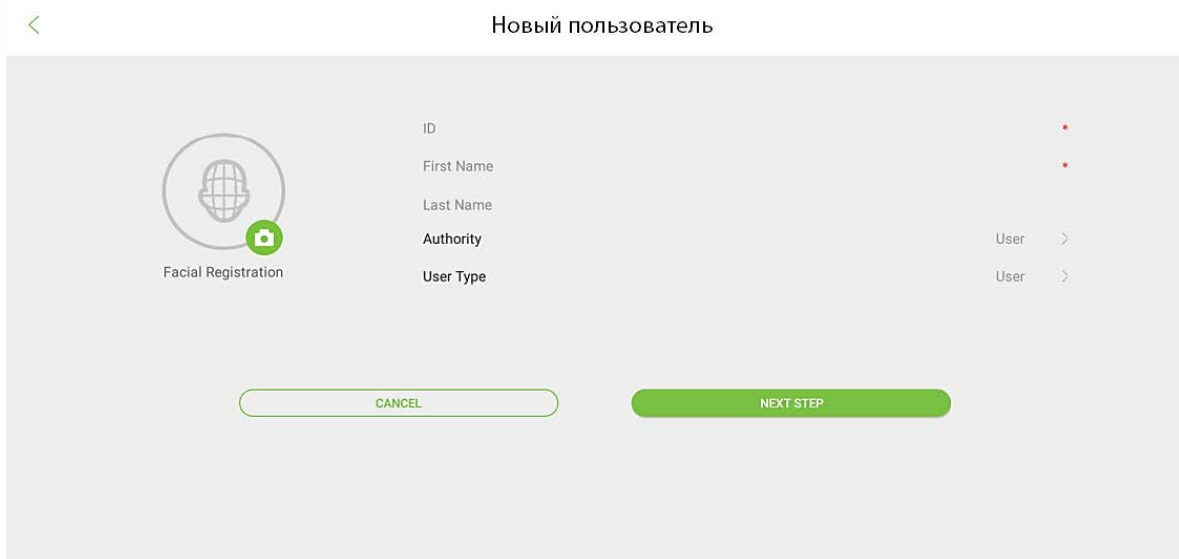 Новый пользователь
ID *
First Name *
Last Name
Authority User
User Type User
Facial Registration
CANCEL NEXT STEP